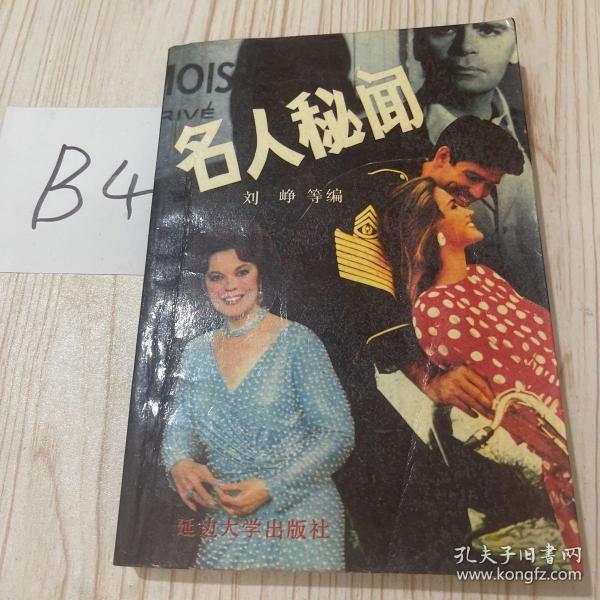 MOIS
RIVÉ
名人秘闻
刘峥 等编
B4
延边大学出版社
孔夫子旧书网
www.kongfz.com